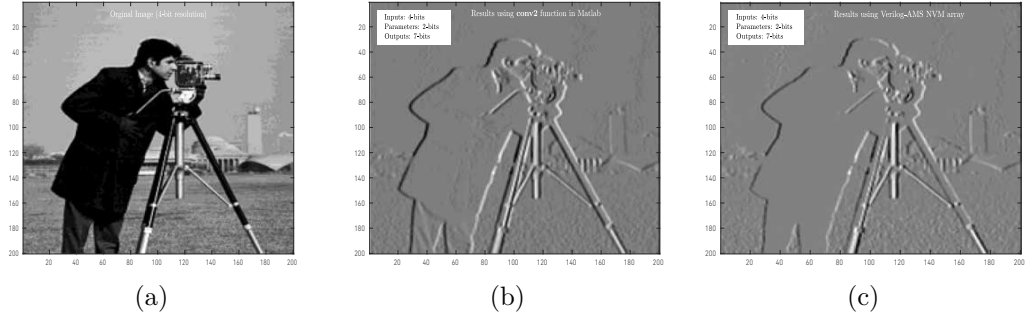 Orginal Image (4-bit resolution)
20
40
60
80
100
120
140
160
180
200
20 40 60 80 100 120 140 160 180 200
(a)
Results using conv2 function in Matlab
Inputs: 4-bits
Parameters: 2-bits
Outputs: 7-bits
20
40
60
80
100
120
140
160
180
200
20 40 60 80 100 120 140 160 180 200
(b)
Results using Verilog-AMS NVM array
Inputs: 4-bits
Parameters: 2-bits
Outputs: 7-bits
20
40
60
80
100
120
140
160
180
200
20 40 60 80 100 120 140 160 180 200
(c)